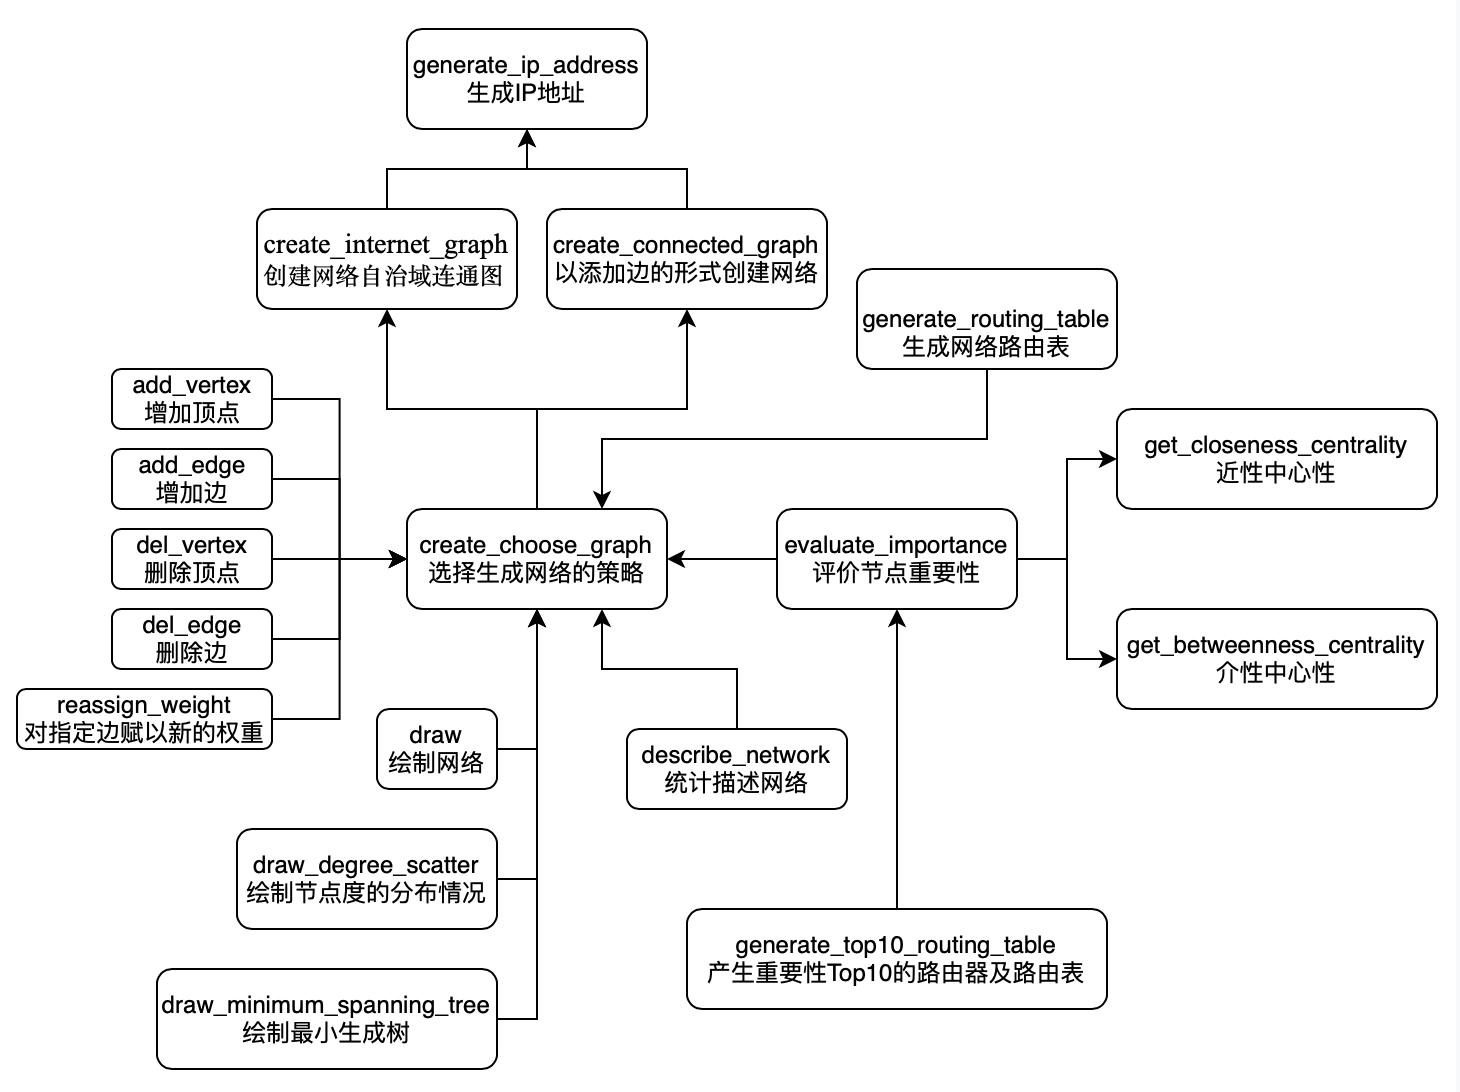 generate_ip_address
生成IP地址
create_internet_graph
创建网络自治域连通图
create_connected_graph
以添加边的形式创建网络
generate_routing_table
生成网络路由表
add_vertex
增加顶点
add_edge
增加边
del_vertex
删除顶点
del_edge
删除边
reassign_weight
对指定边赋以新的权重
create_choose_graph
选择生成网络的策略
evaluate_importance
评价节点重要性
get_closeness_centrality
近性中心性
get_betweenness_centrality
介性中心性
draw
绘制网络
describe_network
统计描述网络
draw_degree_scatter
绘制节点度的分布情况
generate_top10_routing_table
产生重要性Top10的路由器及路由表
draw_minimum_spanning_tree
绘制最小生成树